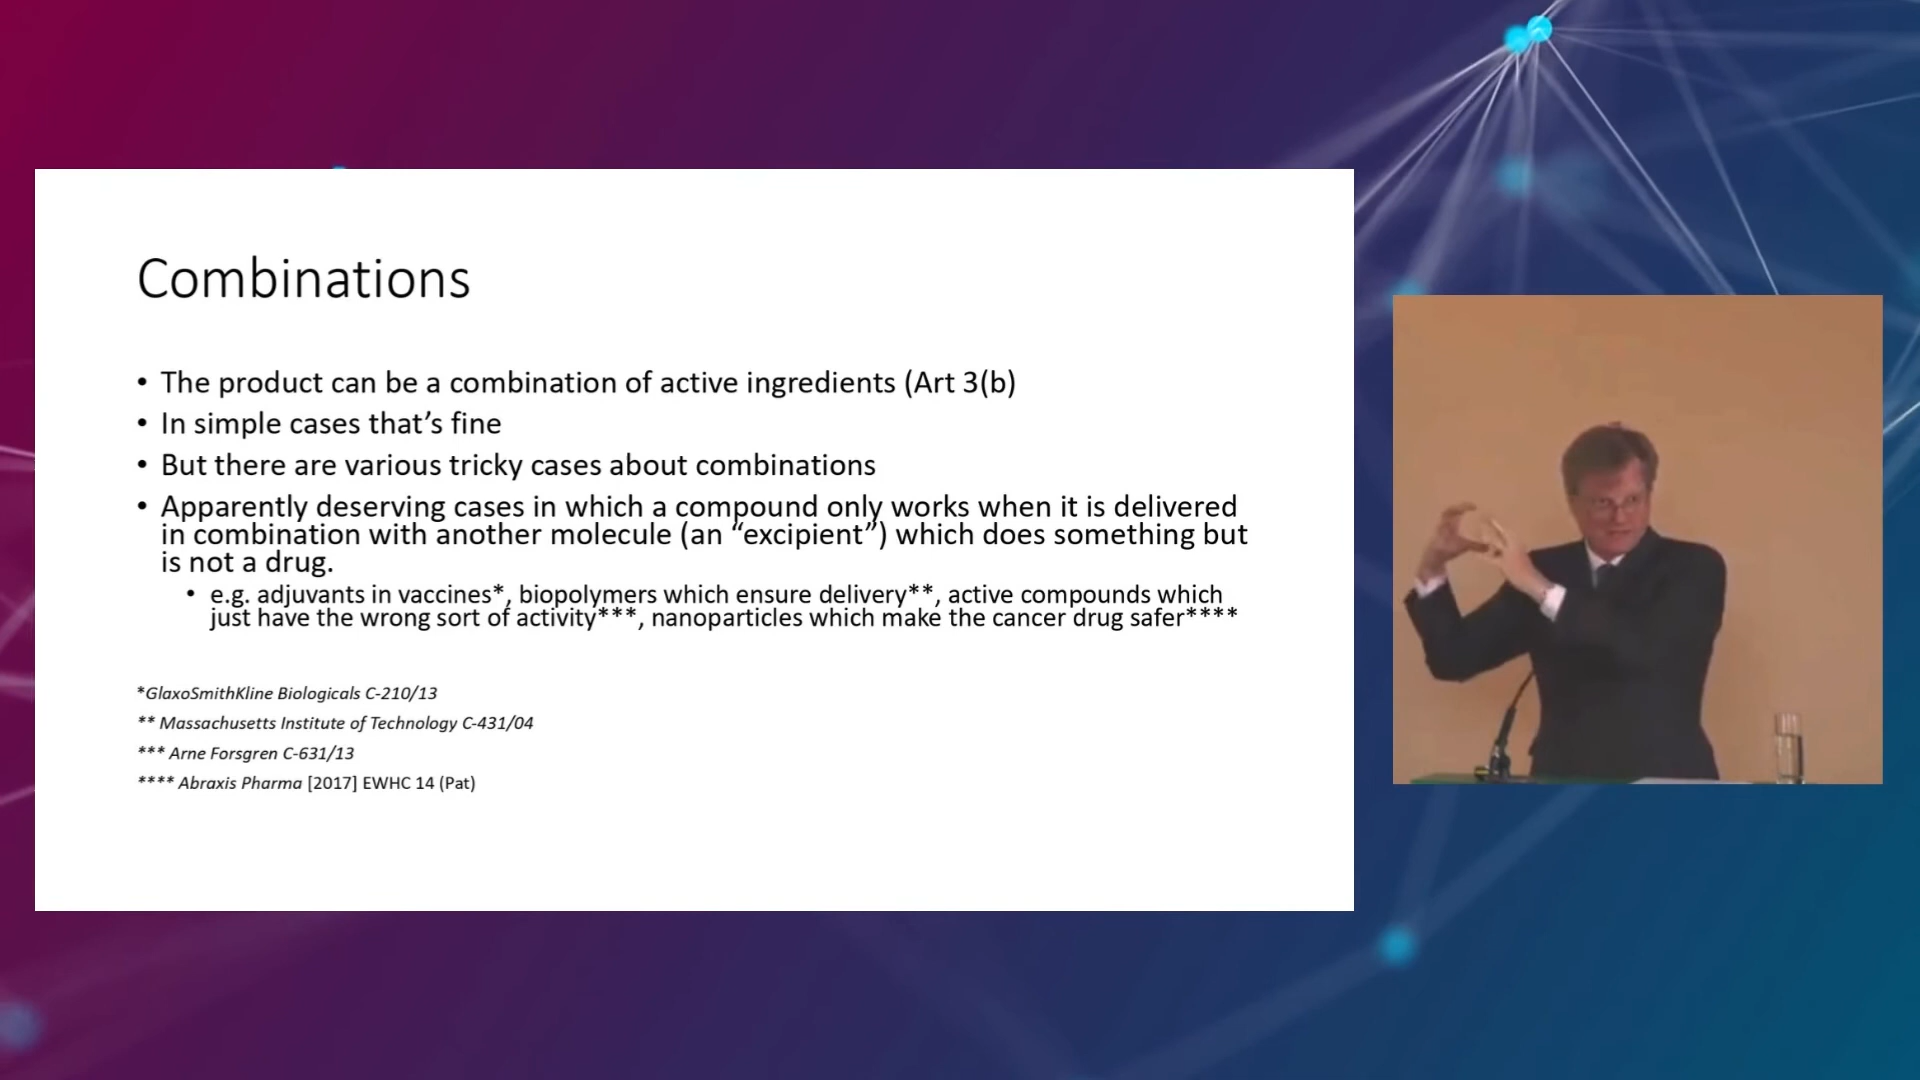 Combinations
• The product can be a combination of active ingredients (Art 3(b)
• In simple cases that’s fine
• But there are various tricky cases about combinations
• Apparently deserving cases in which a compound only works when it is delivered
in combination with another molecule (an “excipient”) which does something but
is not a drug.
• e.g. adjuvants in vaccines*, biopolymers which ensure delivery**, active compounds which
just have the wrong sort of activity***, nanoparticles which make the cancer drug safer****
*GlaxoSmithKline Biologicals C-210/13
** Massachusetts Institute of Technology C-431/04
*** Arne Forsgren C-631/13
**** Abraxis Pharma [2017] EWHC 14 (Pat)